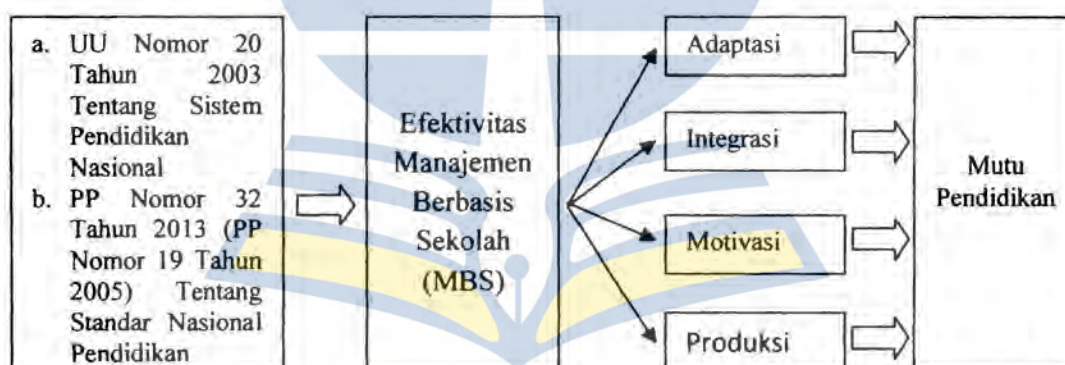 a. UU Nomor 20
Tahun 2003
Tentang Sistem
Pendidikan
Nasional
b. PP Nomor 32
Tahun 2013 (PP
Nomor 19 Tahun
2005) Tentang
Standar Nasional
Pendidikan
Efektivitas
Manajemen
Berbasis
Sekolah
(MBS)
Adaptasi
Integrasi
Motivasi
Produksi
Mutu
Pendidikan